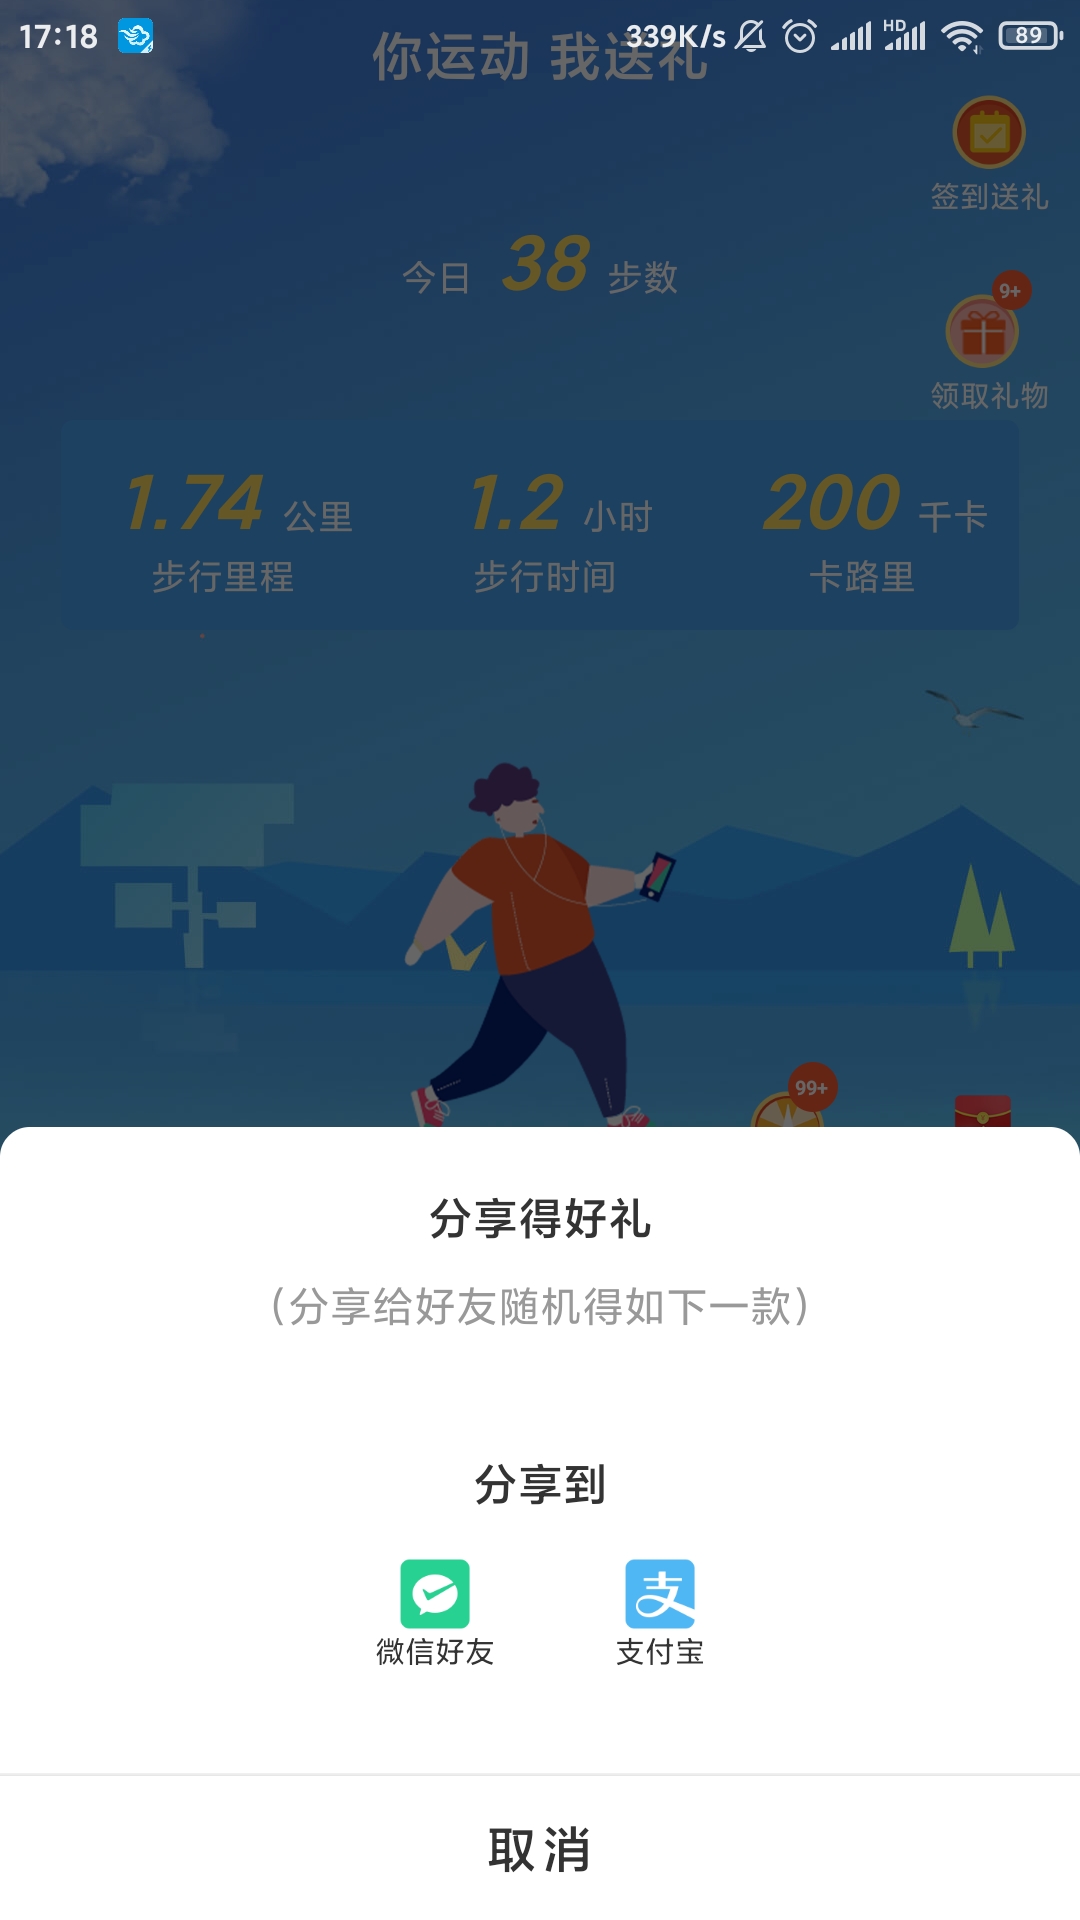 17:18 339K/s HD 89
你运动 我送礼
签到送礼
今日 38 步数
9+
领取礼物
1.74 公里 1.2 小时 200 千卡
步行里程 步行时间 卡路里
99+
分享得好礼
（分享给好友随机得如下一款）
分享到
支
微信好友 支付宝
取消